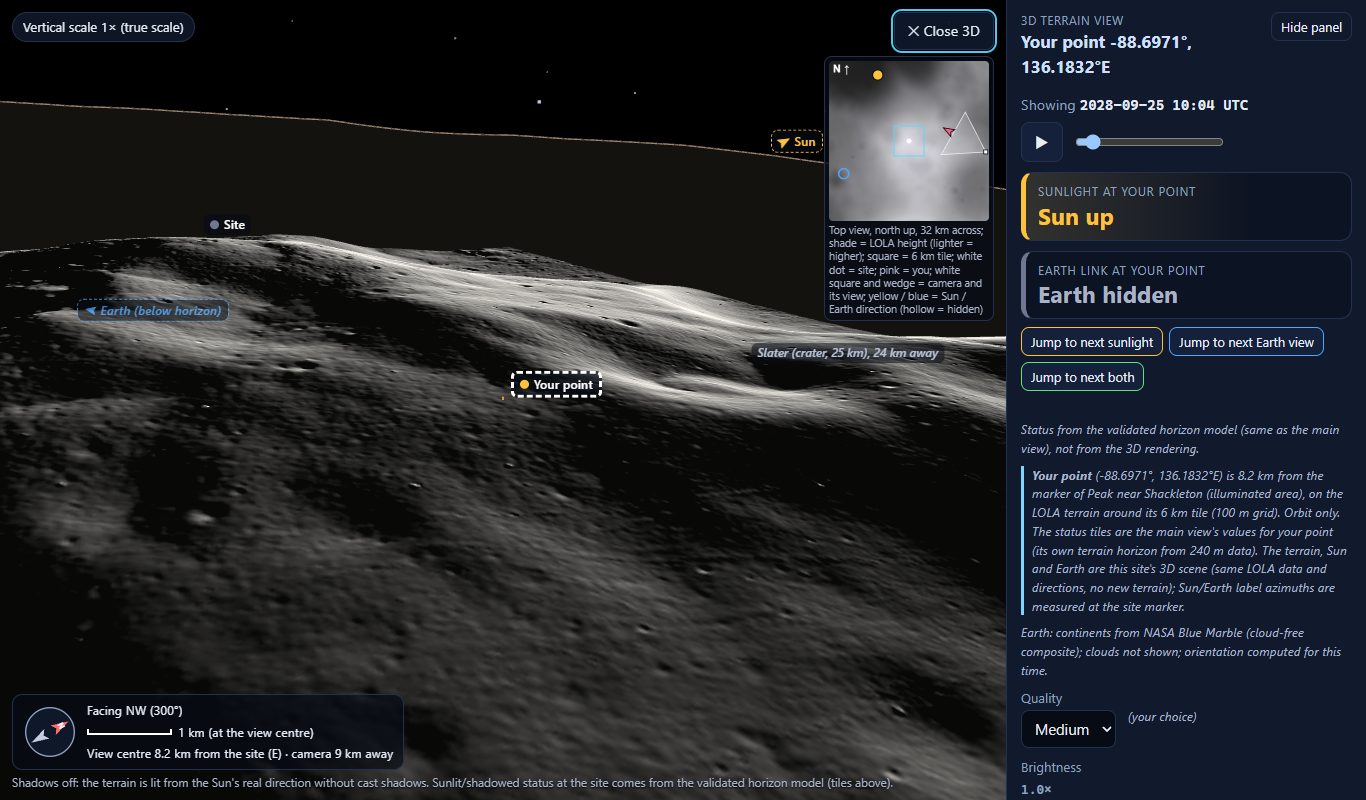 Vertical scale 1× (true scale)
✕ Close 3D
N ↑
Sun
Site
Earth (below horizon)
Top view, north up, 32 km across;
shade = LOLA height (lighter =
higher); square = 6 km tile; white
dot = site; pink = you; white
square and wedge = camera and
its view; yellow / blue = Sun /
Earth direction (hollow = hidden)
Slater (crater, 25 km), 24 km away
Your point
Facing NW (300°)
1 km (at the view centre)
View centre 8.2 km from the site (E) · camera 9 km away
Shadows off: the terrain is lit from the Sun's real direction without cast shadows. Sunlit/shadowed status at the site comes from the validated horizon model (tiles above).
3D TERRAIN VIEW
Your point -88.6971°,
136.1832°E
Hide panel
Showing 2028-09-25 10:04 UTC
SUNLIGHT AT YOUR POINT
Sun up
EARTH LINK AT YOUR POINT
Earth hidden
Jump to next sunlight
Jump to next Earth view
Jump to next both
Status from the validated horizon model (same as the main
view), not from the 3D rendering.
Your point (-88.6971°, 136.1832°E) is 8.2 km from the
marker of Peak near Shackleton (illuminated area), on the
LOLA terrain around its 6 km tile (100 m grid). Orbit only.
The status tiles are the main view's values for your point
(its own terrain horizon from 240 m data). The terrain, Sun
and Earth are this site's 3D scene (same LOLA data and
directions, no new terrain); Sun/Earth label azimuths are
measured at the site marker.
Earth: continents from NASA Blue Marble (cloud-free
composite); clouds not shown; orientation computed for this
time.
Quality
Medium
(your choice)
Brightness
1.0×